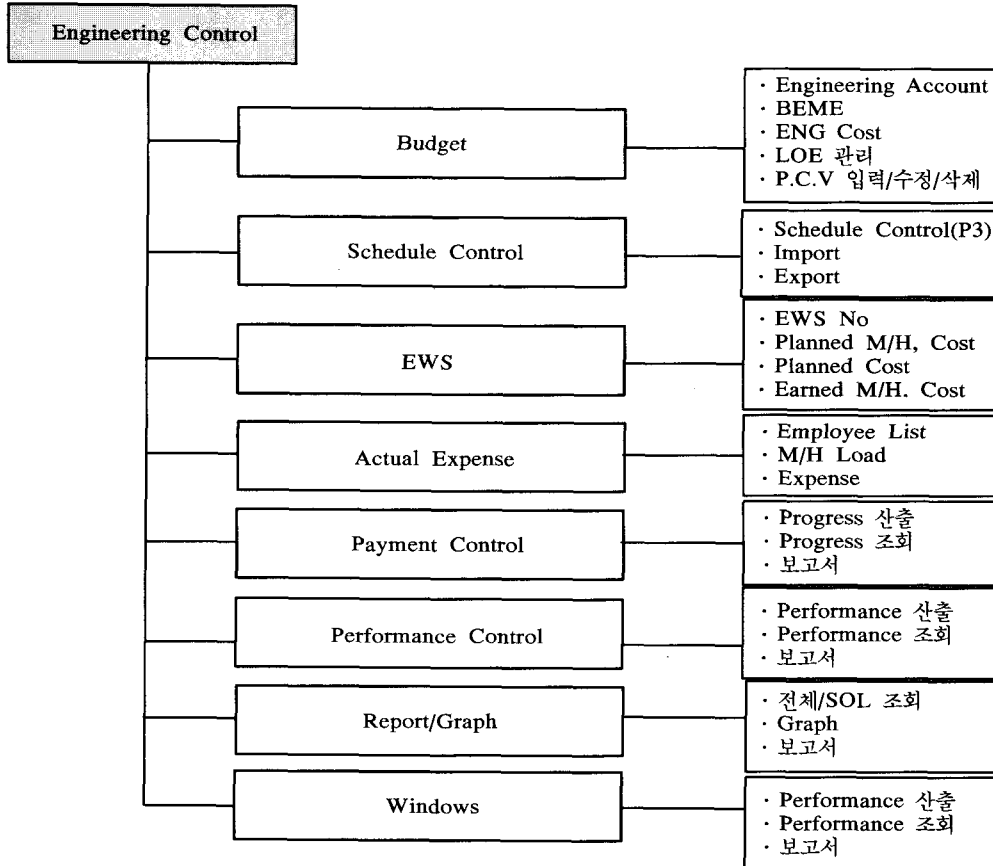 Engineering Control
Budget
· Engineering Account
· BEME
· ENG Cost
· LOE 관리
· P.C.V 입력/수정/삭제
Schedule Control
· Schedule Control(P3)
· Import
· Export
EWS
· EWS No
· Planned M/H, Cost
· Planned Cost
· Earned M/H. Cost
Actual Expense
· Employee List
· M/H Load
· Expense
Payment Control
· Progress 산출
· Progress 조회
· 보고서
Performance Control
· Performance 산출
· Performance 조회
· 보고서
Report/Graph
· 전체/SOL 조회
· Graph
· 보고서
Windows
· Performance 산출
· Performance 조회
· 보고서